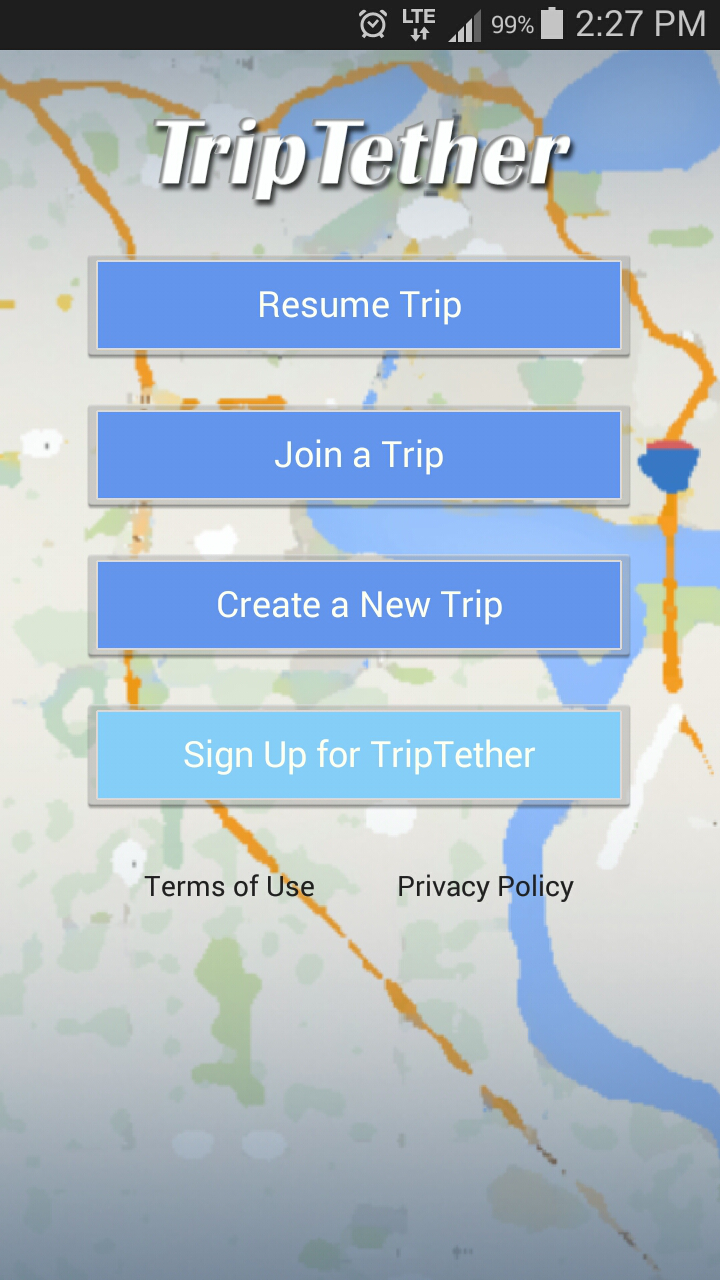 LTE 99% 2:27 PM
TripTether
Resume Trip
Join a Trip
Create a New Trip
Sign Up for TripTether
Terms of Use Privacy Policy